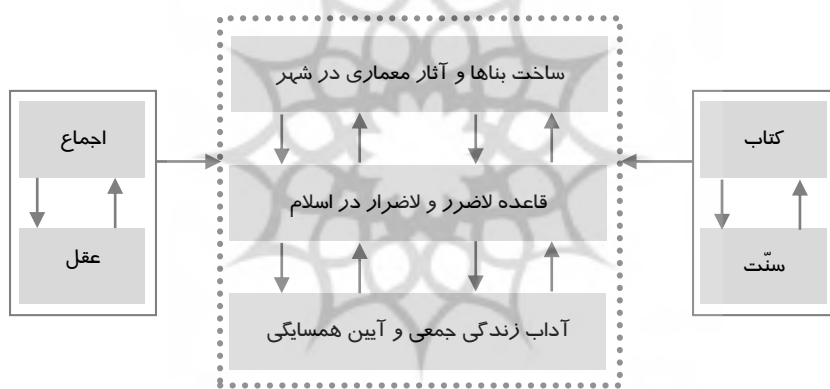 ساخت بناها و آثار معماری در شهر
کتاب
اجماع
قاعده لاضرر و لاضرار در اسلام
سنّت
عقل
آداب زندگی جمعی و آیین همسایگی